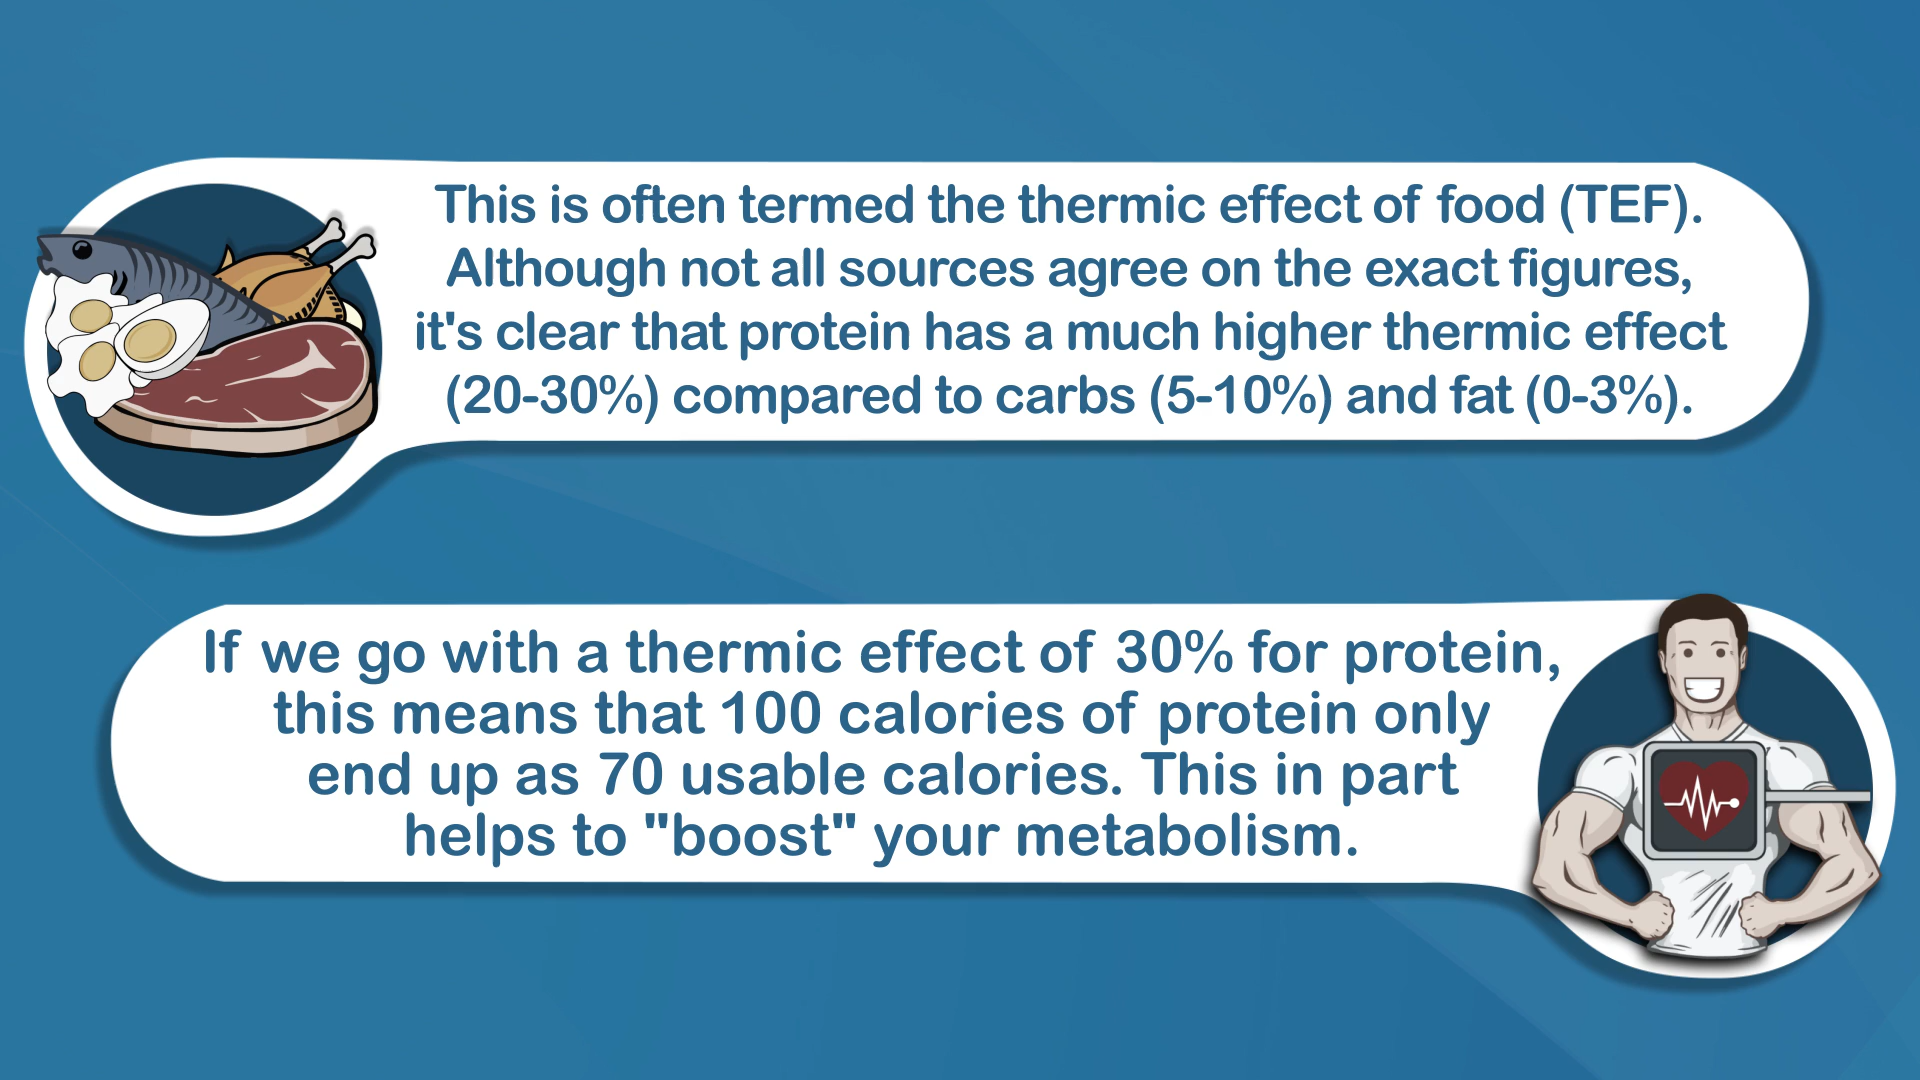 This is often termed the thermic effect of food (TEF).
Although not all sources agree on the exact figures,
it's clear that protein has a much higher thermic effect
(20-30%) compared to carbs (5-10%) and fat (0-3%).
If we go with a thermic effect of 30% for protein,
this means that 100 calories of protein only
end up as 70 usable calories. This in part
helps to "boost" your metabolism.